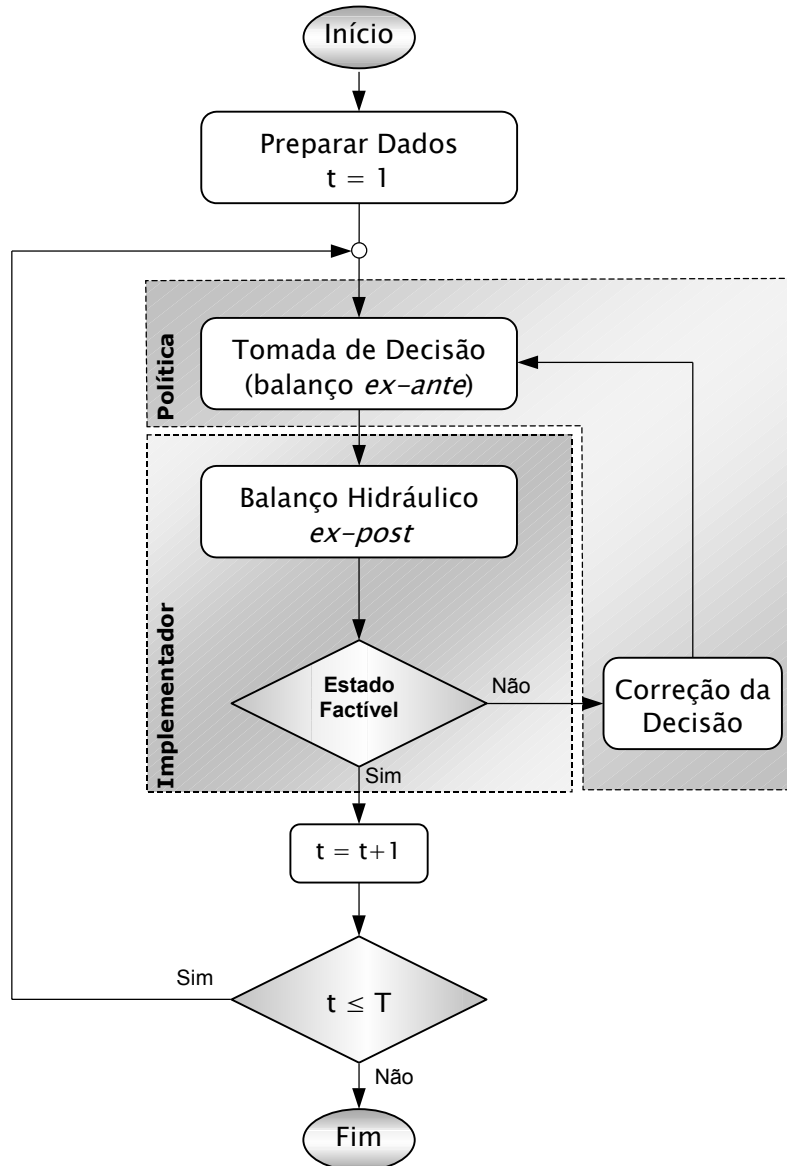 Início
Preparar Dados
t = 1
Política
Tomada de Decisão
(balanço ex-ante)
Implementador
Balanço Hidráulico
ex-post
Estado
Factível
Não
Correção da
Decisão
Sim
t = t+1
Sim
t ≤ T
Não
Fim